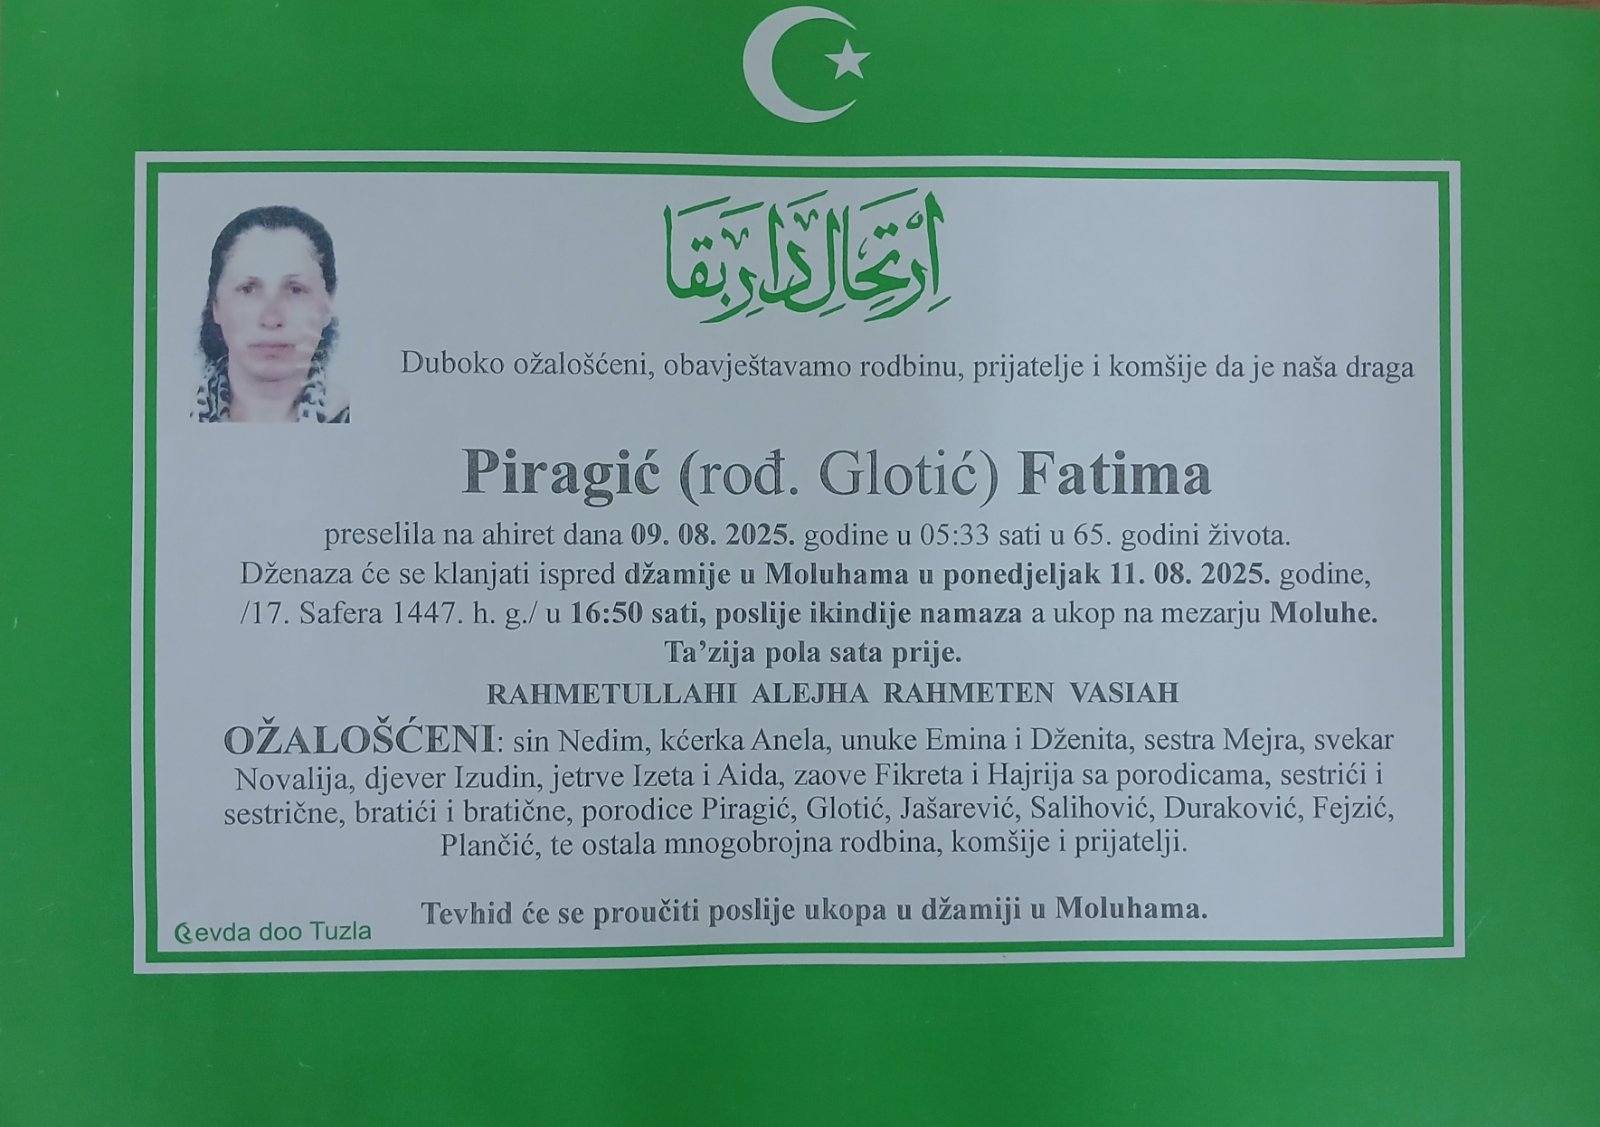 اِرْتِحَالِ دَارِ بَقَا
Duboko ožalošćeni, obavještavamo rodbinu, prijatelje i komšije da je naša draga
Piragić (rođ. Glotić) Fatima
preselila na ahiret dana 09. 08. 2025. godine u 05:33 sati u 65. godini života.
Dženaza će se klanjati ispred džamije u Moluhama u ponedjeljak 11. 08. 2025. godine,
/17. Safera 1447. h. g./ u 16:50 sati, poslije ikindije namaza a ukop na mezarju Moluhe.
Ta’zija pola sata prije.
RAHMETULLAHI ALEJHA RAHMETEN VASIAH
OŽALOŠĆENI: sin Nedim, kćerka Anela, unuke Emina i Dženita, sestra Mejra, svekar
Novalija, djever Izudin, jetrve Izeta i Aida, zaove Fikreta i Hajrija sa porodicama, sestrići i
sestrične, bratići i bratične, porodice Piragić, Glotić, Jašarević, Salihović, Duraković, Fejzić,
Plančić, te ostala mnogobrojna rodbina, komšije i prijatelji.
Tevhid će se proučiti poslije ukopa u džamiji u Moluhama.
Revda doo Tuzla